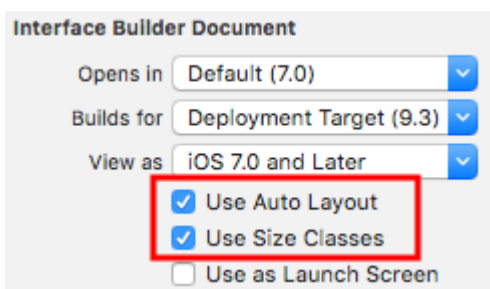 Interface Builder Document
Opens in Default (7.0)
Builds for Deployment Target (9.3)
View as iOS 7.0 and Later
Use Auto Layout
Use Size Classes
Use as Launch Screen